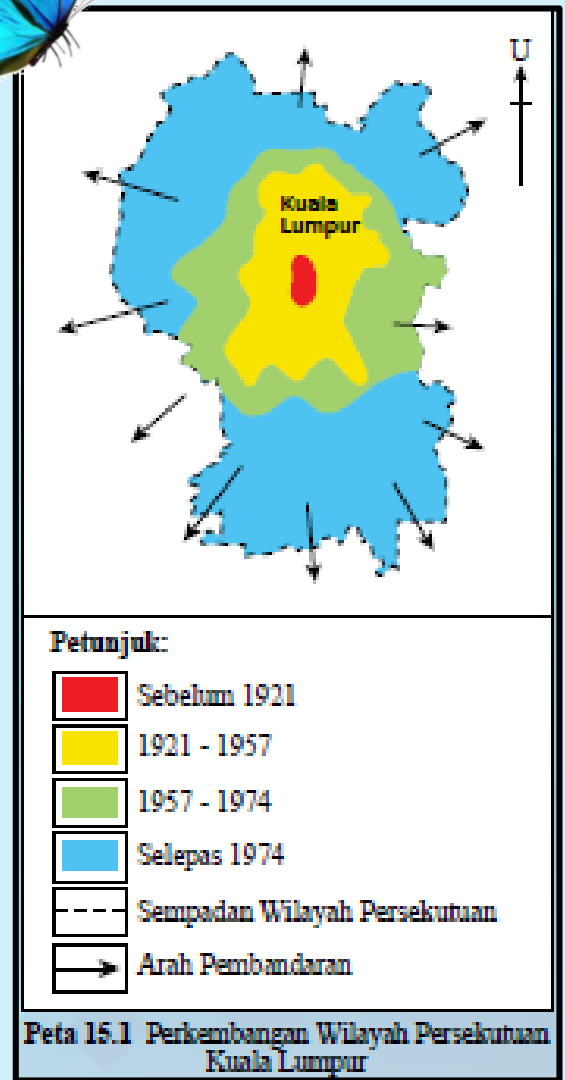 U
Kuala
Lumpur
Petunjuk:
Sebelum 1921
1921 - 1957
1957 - 1974
Selepas 1974
Sempadan Wilayah Persekutuan
Arah Pembandaran
Peta 15.1 Perkembangan Wilayah Persekutuan
Kuala Lumpur